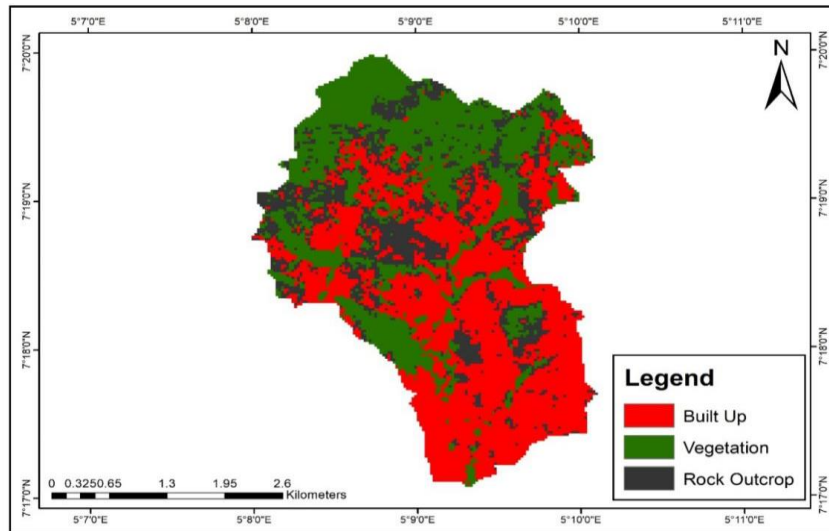 5°7'0"E 5°8'0"E 5°9'0"E 5°10'0"E 5°11'0"E
7°20'0"N 7°20'0"N
N
7°19'0"N 7°19'0"N
7°18'0"N 7°18'0"N
Legend
Built Up
Vegetation
Rock Outcrop
0 0.3250.65 1.3 1.95 2.6
Kilometers
7°17'0"N 7°17'0"N
5°7'0"E 5°8'0"E 5°9'0"E 5°10'0"E 5°11'0"E